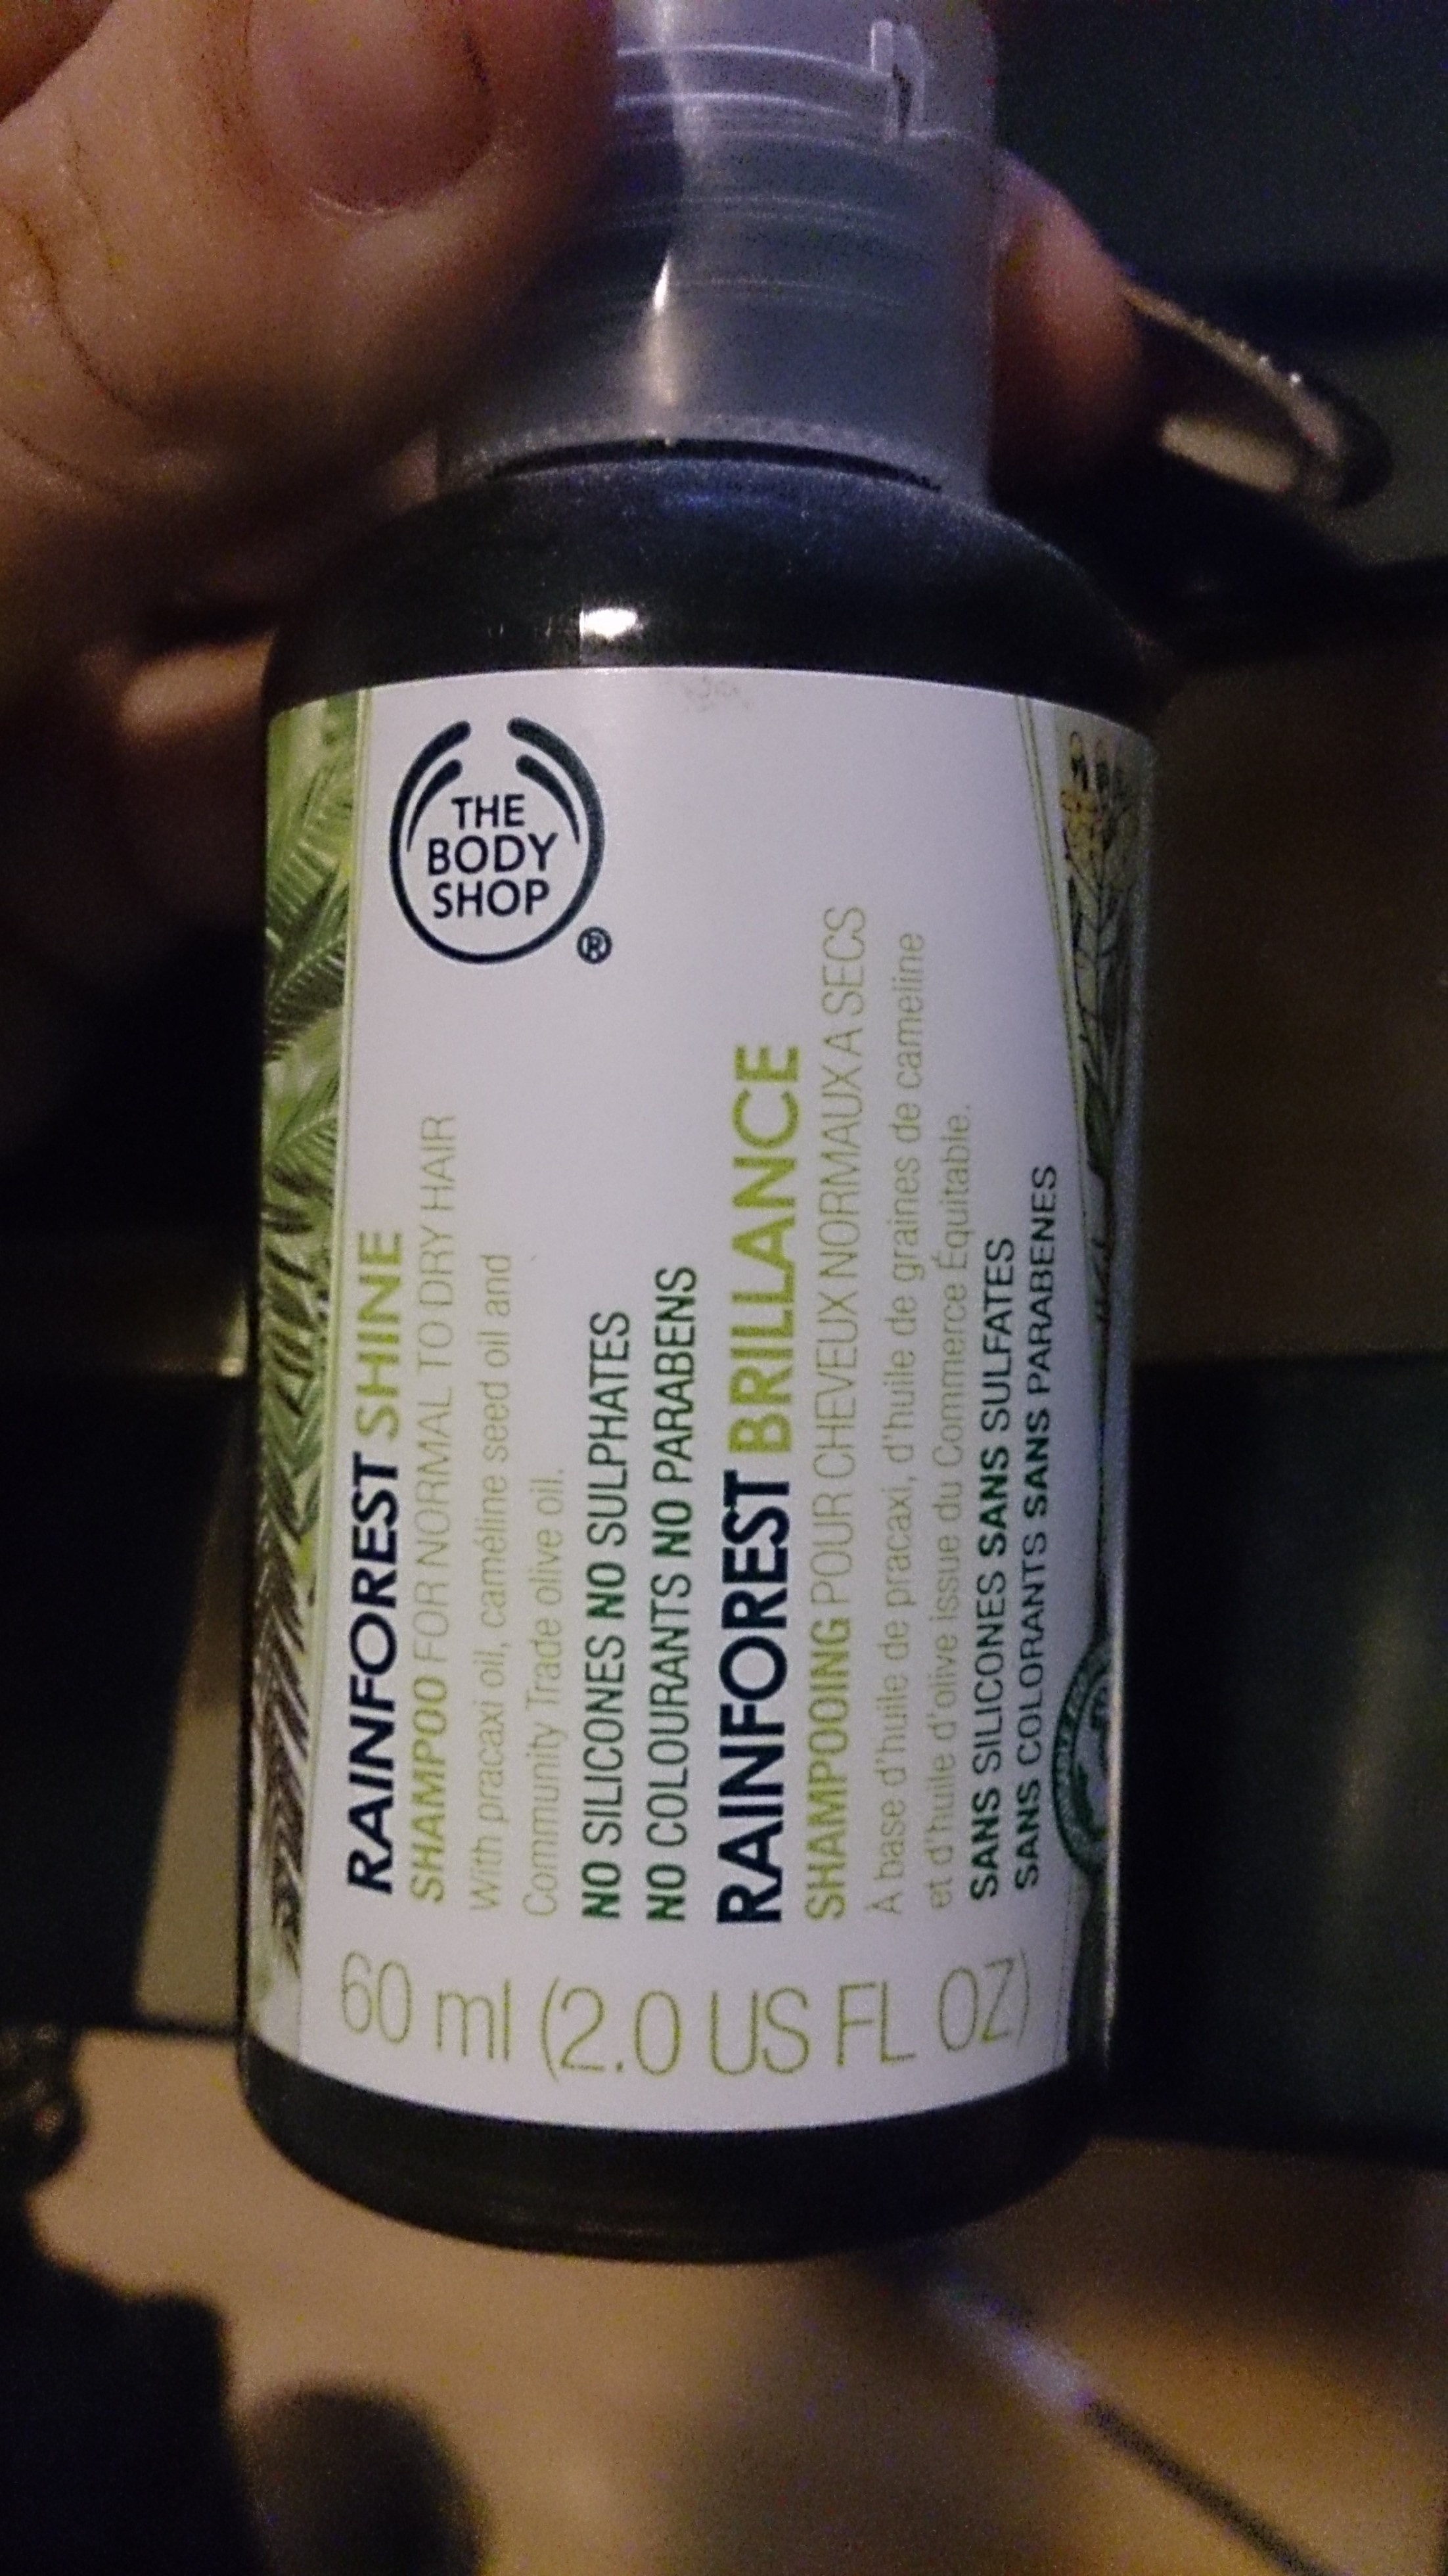 THE
BODY
SHOP
®
RAINFOREST SHINE
SHAMPOO FOR NORMAL TO DRY HAIR
With pracaxi oil, caméline seed oil and
Community Trade olive oil.
NO SILICONES NO SULPHATES
NO COLOURANTS NO PARABENS
RAINFOREST BRILLANCE
SHAMPOOING POUR CHEVEUX NORMAUX A SECS
À base d'huile de pracaxi, d'huile de graines de cameline
et d'huile d'olive issue du Commerce Équitable.
SANS SILICONES SANS SULFATES
SANS COLORANTS SANS PARABENES
60 ml (2.0 US FL OZ)